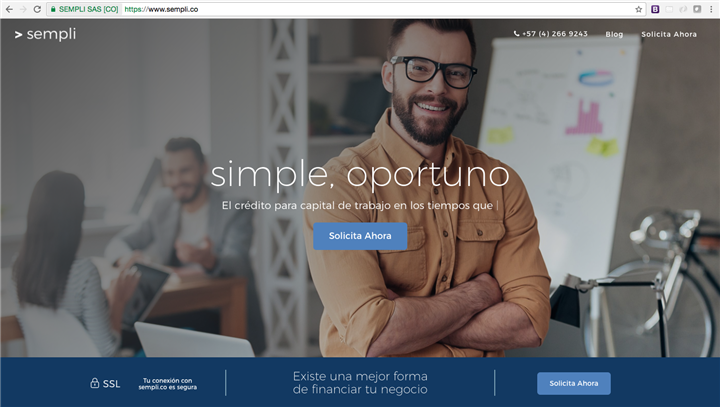 SEMPLI SAS [CO] https://www.sempli.co
> sempli
+57 (4) 266 9243 Blog Solicita Ahora
simple, oportuno
El crédito para capital de trabajo en los tiempos que |
Solicita Ahora
SSL
Tu conexión con
sempli.co es segura
Existe una mejor forma
de financiar tu negocio
Solicita Ahora